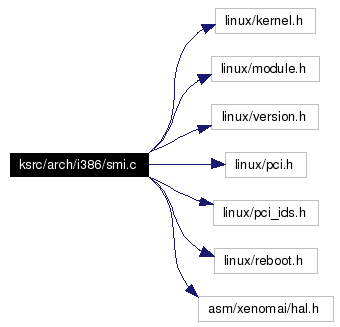 linux/kernel.h
linux/module.h
linux/version.h
ksrc/arch/i386/smi.c
linux/pci.h
linux/pci_ids.h
linux/reboot.h
asm/xenomai/hal.h